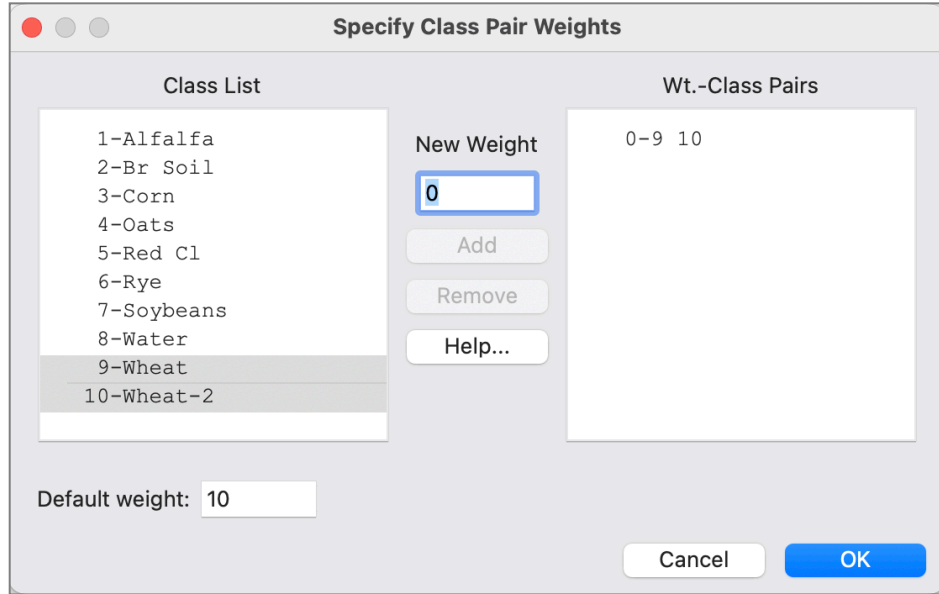 Specify Class Pair Weights
Class List
1-Alfalfa
2-Br Soil
3-Corn
4-Oats
5-Red Cl
6-Rye
7-Soybeans
8-Water
9-Wheat
10-Wheat-2
New Weight
0
Add
Remove
Help...
Wt.-Class Pairs
0-9 10
Default weight: 10
Cancel
OK